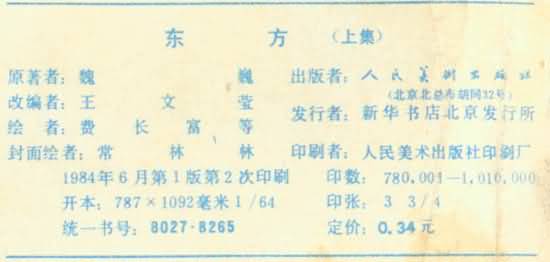 东 方 （上集）
原著者：魏 巍
改编者：王 文 莹
绘 者：费 长 富 等
封面绘者：常 林 林
出版者：人民美术出版社
（北京北总布胡同32号）
发行者：新华书店北京发行所
印刷者：人民美术出版社印刷厂
1984年6月第1版第2次印刷
开本：787×1092毫米 1/64
统一书号：8027·8265
印数：780,001—1,010,000
印张：3 3/4
定价：0.34元